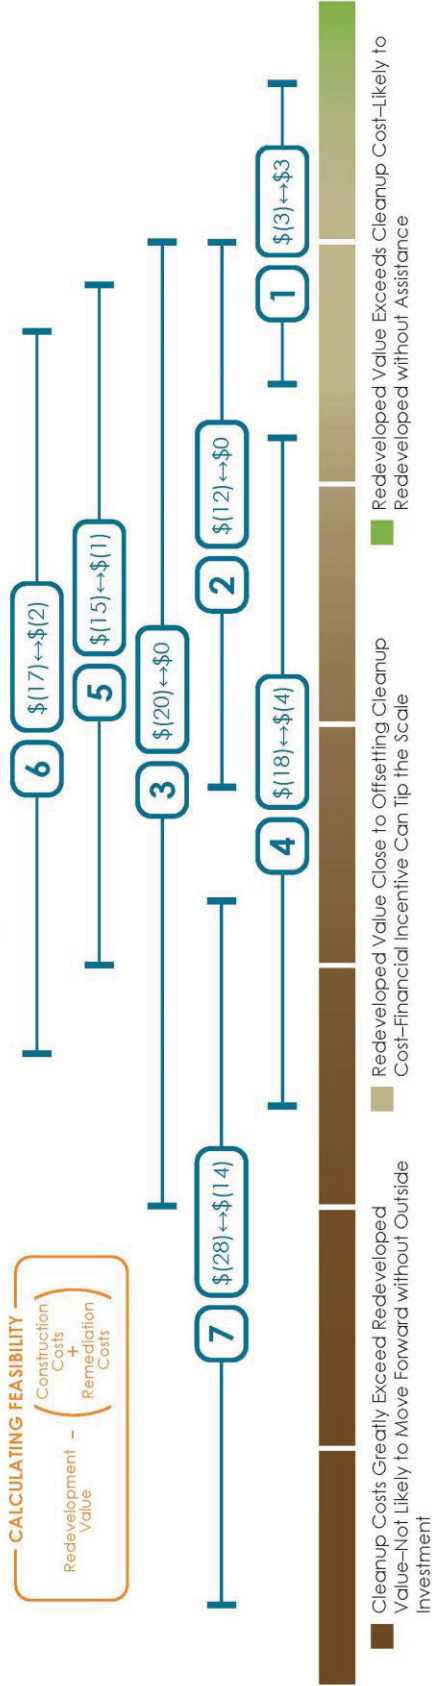 CALCULATING FEASIBILITY
Redevelopment
Value
-
(
Construction
Costs
+
Remediation
Costs
)
6
$(17)↔$(2)
5
$(15)↔$(1)
3
$(20)↔$0
7
$(28)↔$(14)
2
$(12)↔$0
4
$(18)↔$(4)
1
$(3)↔$3
Cleanup Costs Greatly Exceed Redeveloped
Value–Not Likely to Move Forward without Outside
Investment
Redeveloped Value Close to Offsetting Cleanup
Cost–Financial Incentive Can Tip the Scale
Redeveloped Value Exceeds Cleanup Cost–Likely to
Redeveloped without Assistance